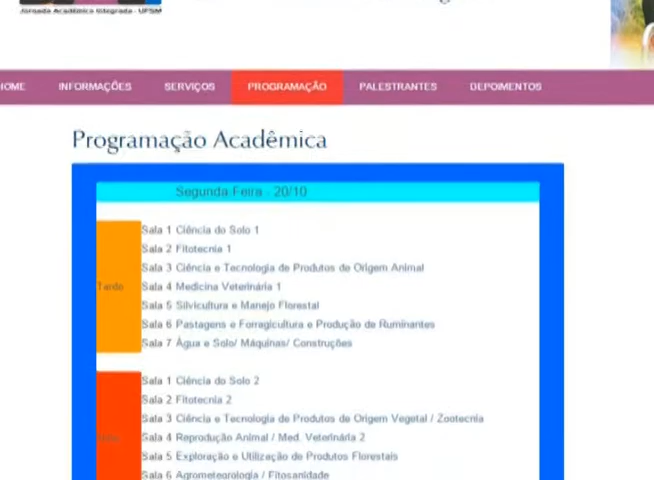 Jornada Acadêmica Integrada - UFSM
HOME INFORMAÇÕES SERVIÇOS PROGRAMAÇÃO PALESTRANTES DEPOIMENTOS
Programação Acadêmica
Segunda-Feira - 20/10
Tarde
Sala 1 Ciência do Solo 1
Sala 2 Fitotecnia 1
Sala 3 Ciência e Tecnologia de Produtos de Origem Animal
Sala 4 Medicina Veterinária 1
Sala 5 Silvicultura e Manejo Florestal
Sala 6 Pastagens e Forragicultura e Produção de Ruminantes
Sala 7 Água e Solo/ Máquinas/ Construções
Sala 1 Ciência do Solo 2
Sala 2 Fitotecnia 2
Sala 3 Ciência e Tecnologia de Produtos de Origem Vegetal / Zootecnia
Sala 4 Reprodução Animal / Med. Veterinária 2
Sala 5 Exploração e Utilização de Produtos Florestais
Sala 6 Agrometeorologia / Fitosanidade